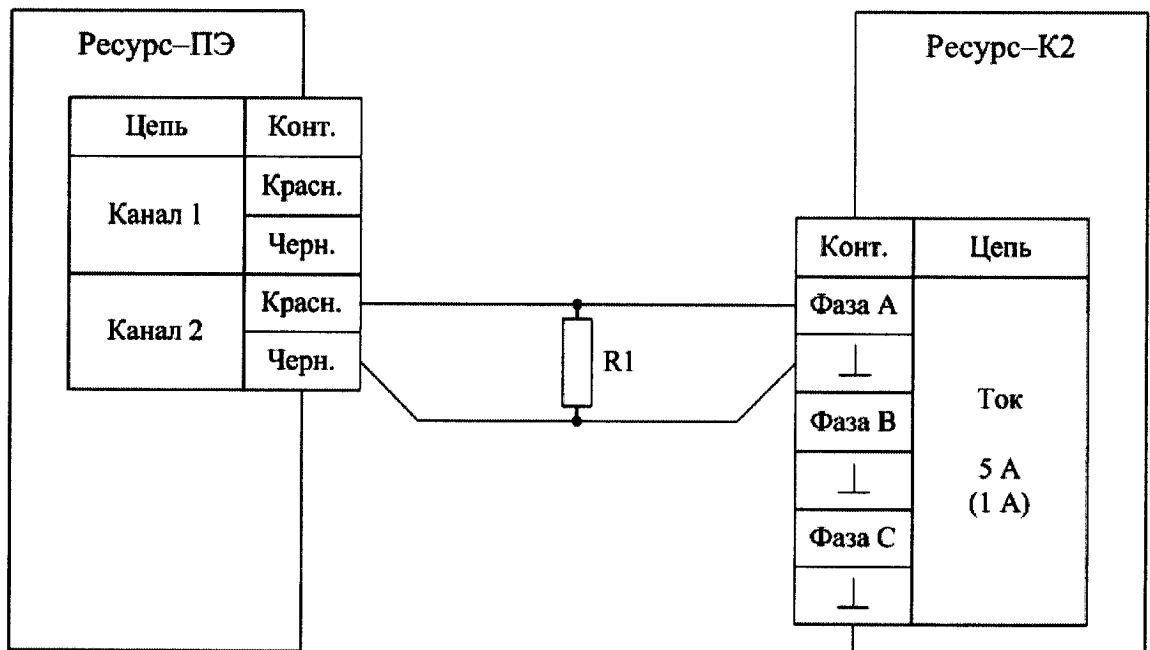 Ресурс–ПЭ
Цепь Конт.
Канал 1
Красн.
Черн.
Канал 2
Красн.
Черн.
R1
Ресурс–К2
Конт. Цепь
Фаза A
Фаза B
Фаза C
Ток
5 А
(1 А)